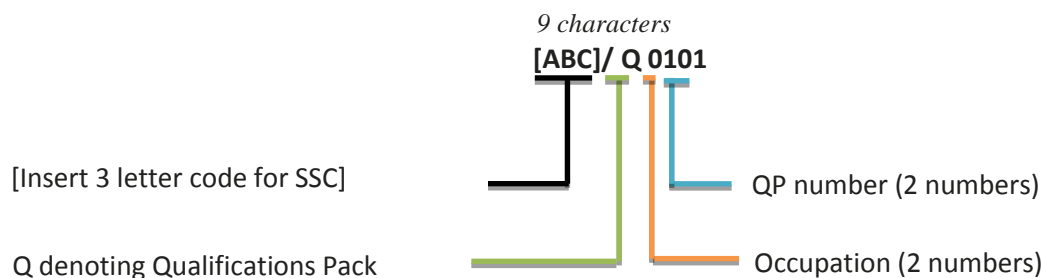 9 characters
[ABC]/ Q 0101
[Insert 3 letter code for SSC]
QP number (2 numbers)
Q denoting Qualifications Pack
Occupation (2 numbers)